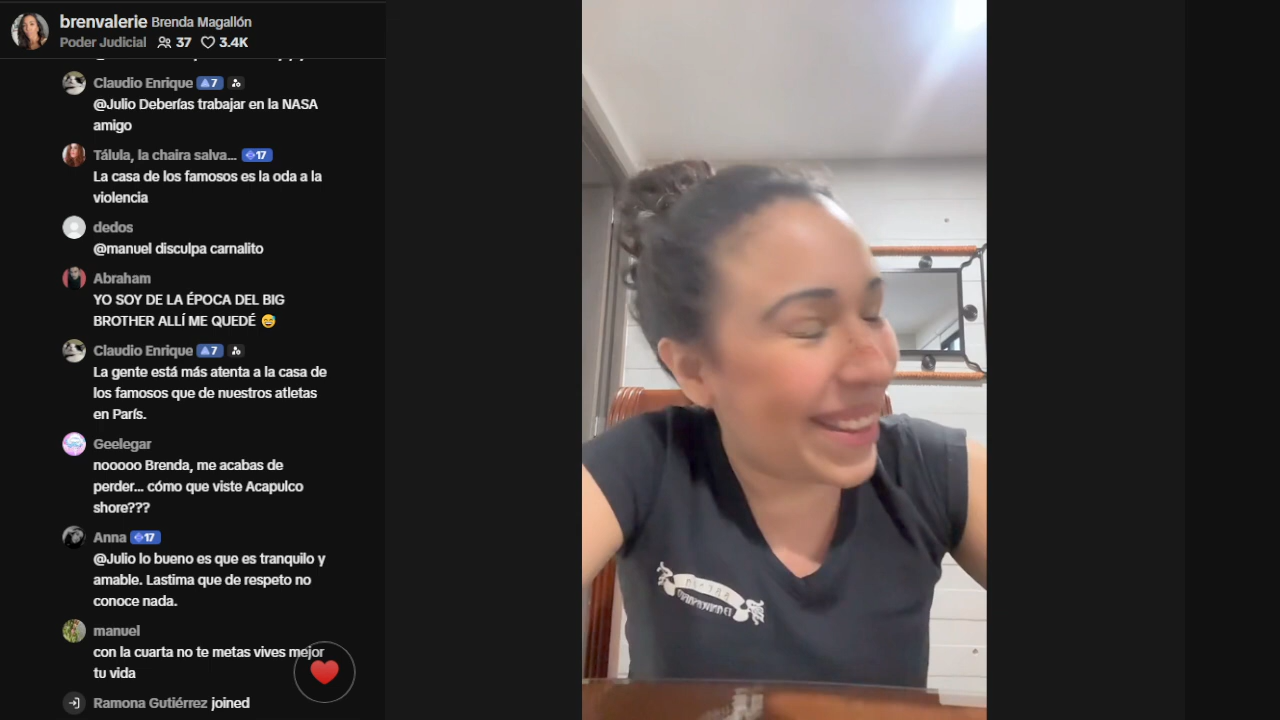 brenvalerie Brenda Magallón
Poder Judicial 37 3.4K
Claudio Enrique 7
@Julio Deberías trabajar en la NASA
amigo
Tálula, la chaira salva... 17
La casa de los famosos es la oda a la
violencia
dedos
@manuel disculpa carnalito
Abraham
YO SOY DE LA ÉPOCA DEL BIG
BROTHER ALLÍ ME QUEDÉ 😅
Claudio Enrique 7
La gente está más atenta a la casa de
los famosos que de nuestros atletas
en París.
Geelegar
nooooo Brenda, me acabas de
perder... cómo que viste Acapulco
shore???
Anna 17
@Julio lo bueno es que es tranquilo y
amable. Lastima que de respeto no
conoce nada.
manuel
con la cuarta no te metas vives mejor
tu vida
Ramona Gutiérrez joined